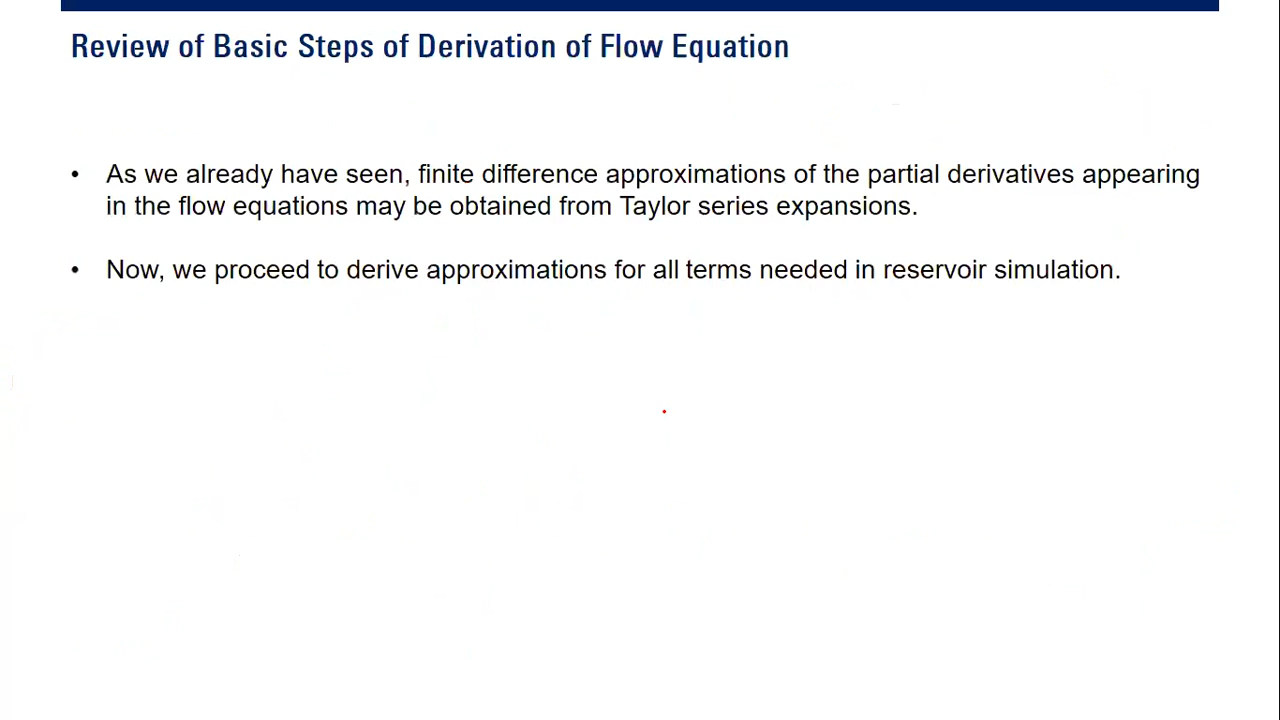 Review of Basic Steps of Derivation of Flow Equation
• As we already have seen, finite difference approximations of the partial derivatives appearing
in the flow equations may be obtained from Taylor series expansions.
• Now, we proceed to derive approximations for all terms needed in reservoir simulation.